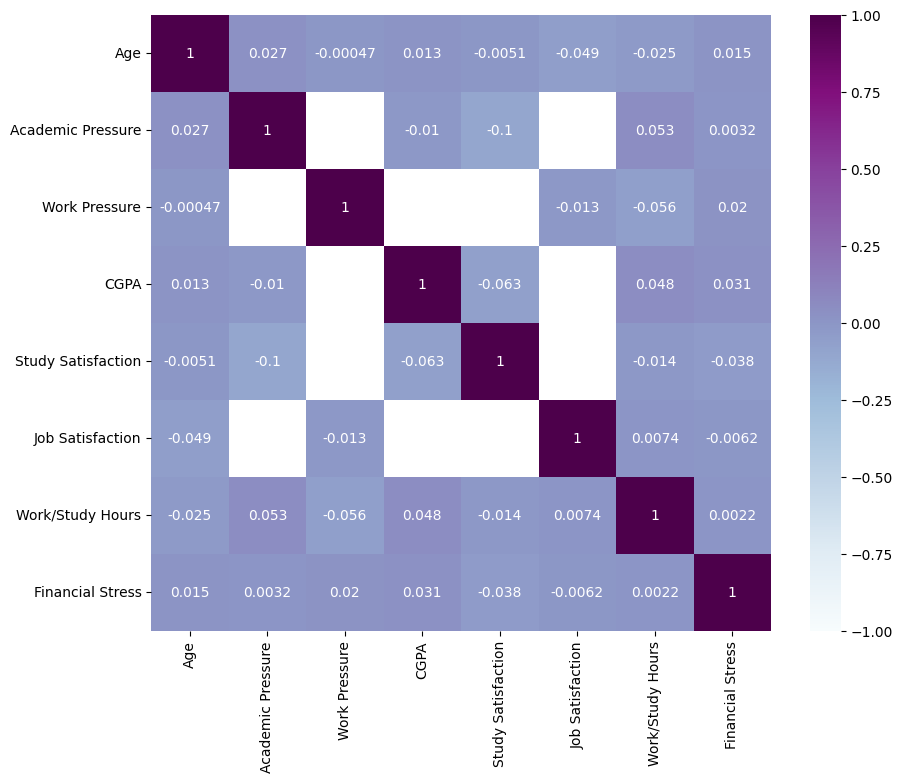 Age 1 0.027 -0.00047 0.013 -0.0051 -0.049 -0.025 0.015
Academic Pressure 0.027 1 -0.01 -0.1 0.053 0.0032
Work Pressure -0.00047 1 -0.013 -0.056 0.02
CGPA 0.013 -0.01 1 -0.063 0.048 0.031
Study Satisfaction -0.0051 -0.1 -0.063 1 -0.014 -0.038
Job Satisfaction -0.049 -0.013 1 0.0074 -0.0062
Work/Study Hours -0.025 0.053 -0.056 0.048 -0.014 0.0074 1 0.0022
Financial Stress 0.015 0.0032 0.02 0.031 -0.038 -0.0062 0.0022 1
Age
Academic Pressure
Work Pressure
CGPA
Study Satisfaction
Job Satisfaction
Work/Study Hours
Financial Stress
1.00
0.75
0.50
0.25
0.00
−0.25
−0.50
−0.75
−1.00